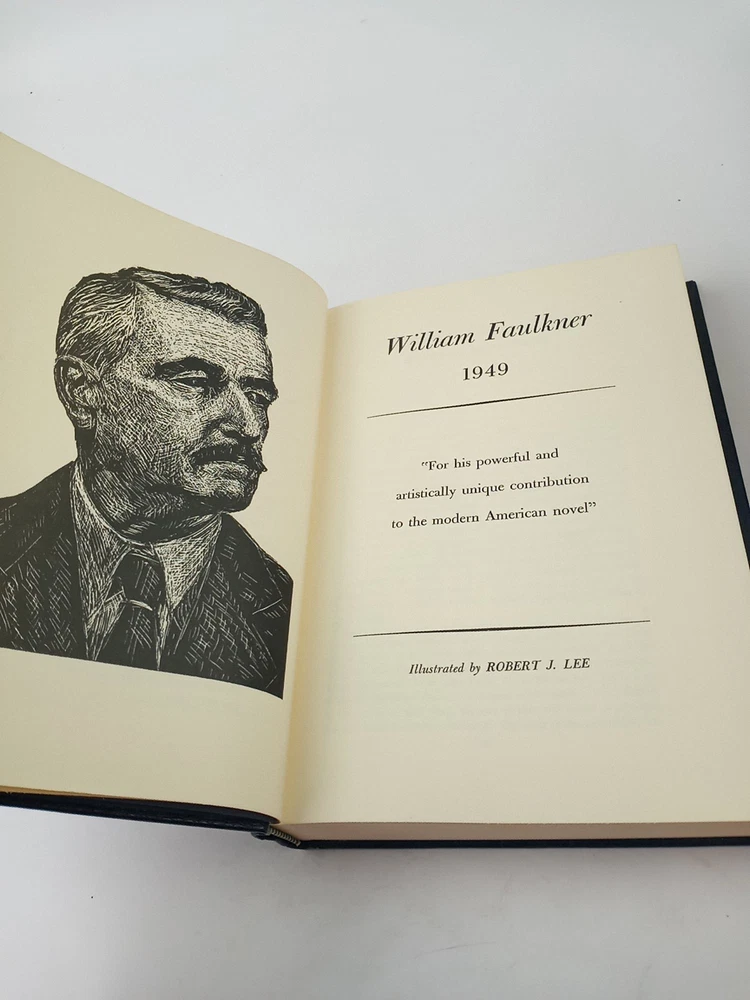 William Faulkner
1949
“For his powerful and
artistically unique contribution
to the modern American novel”
Illustrated by ROBERT J. LEE